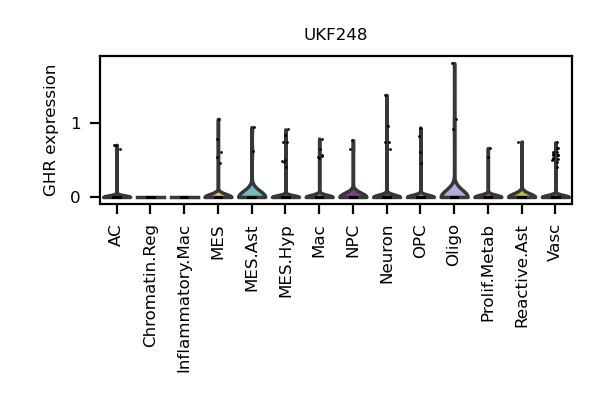 UKF248
GHR expression
1
0
AC
Chromatin.Reg
Inflammatory.Mac
MES
MES.Ast
MES.Hyp
Mac
NPC
Neuron
OPC
Oligo
Prolif.Metab
Reactive.Ast
Vasc